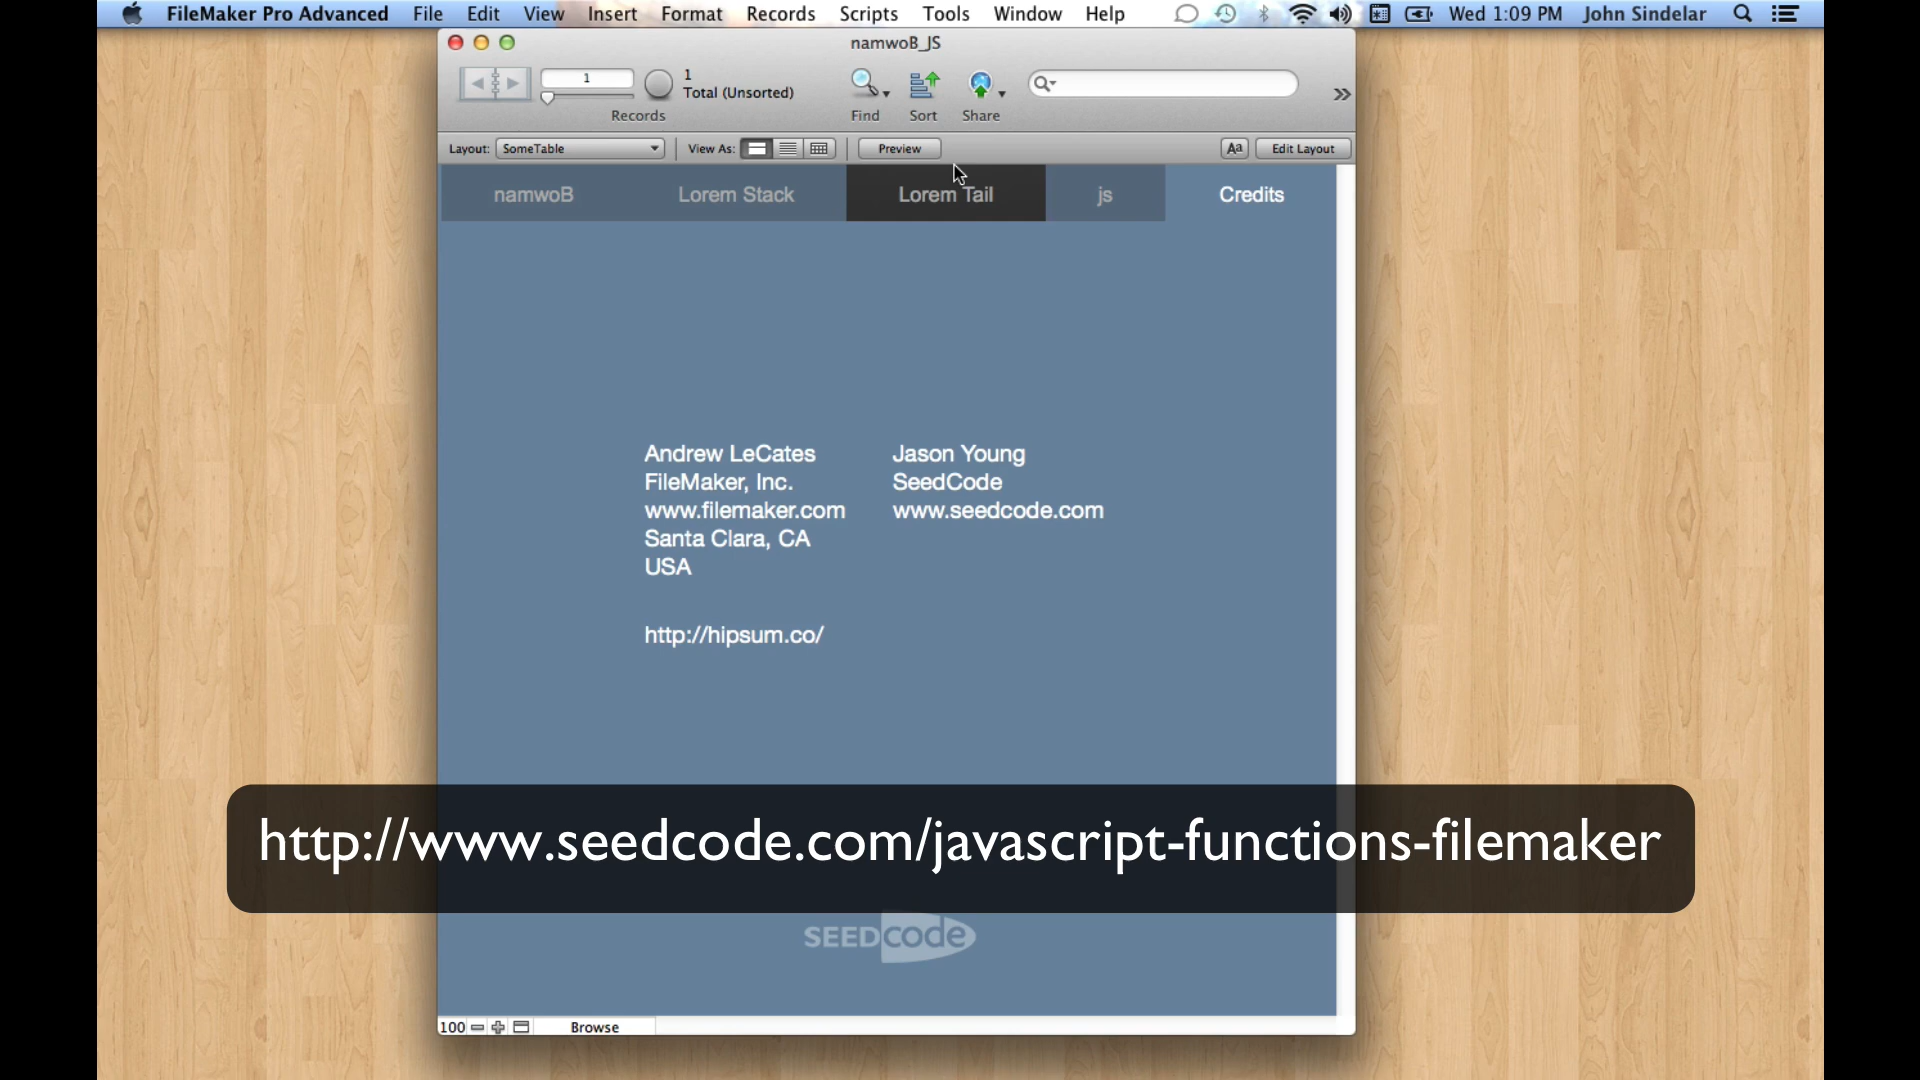 FileMaker Pro Advanced File Edit View Insert Format Records Scripts Tools Window Help Wed 1:09 PM John Sindelar
namwoB_JS
1
1
Total (Unsorted)
Records
Find
Sort
Share
Layout: SomeTable View As: Preview Aa Edit Layout
namwoB Lorem Stack Lorem Tail js Credits
Andrew LeCates
FileMaker, Inc.
www.filemaker.com
Santa Clara, CA
USA
Jason Young
SeedCode
www.seedcode.com
http://hipsum.co/
http://www.seedcode.com/javascript-functions-filemaker
SEEDcode
100 Browse